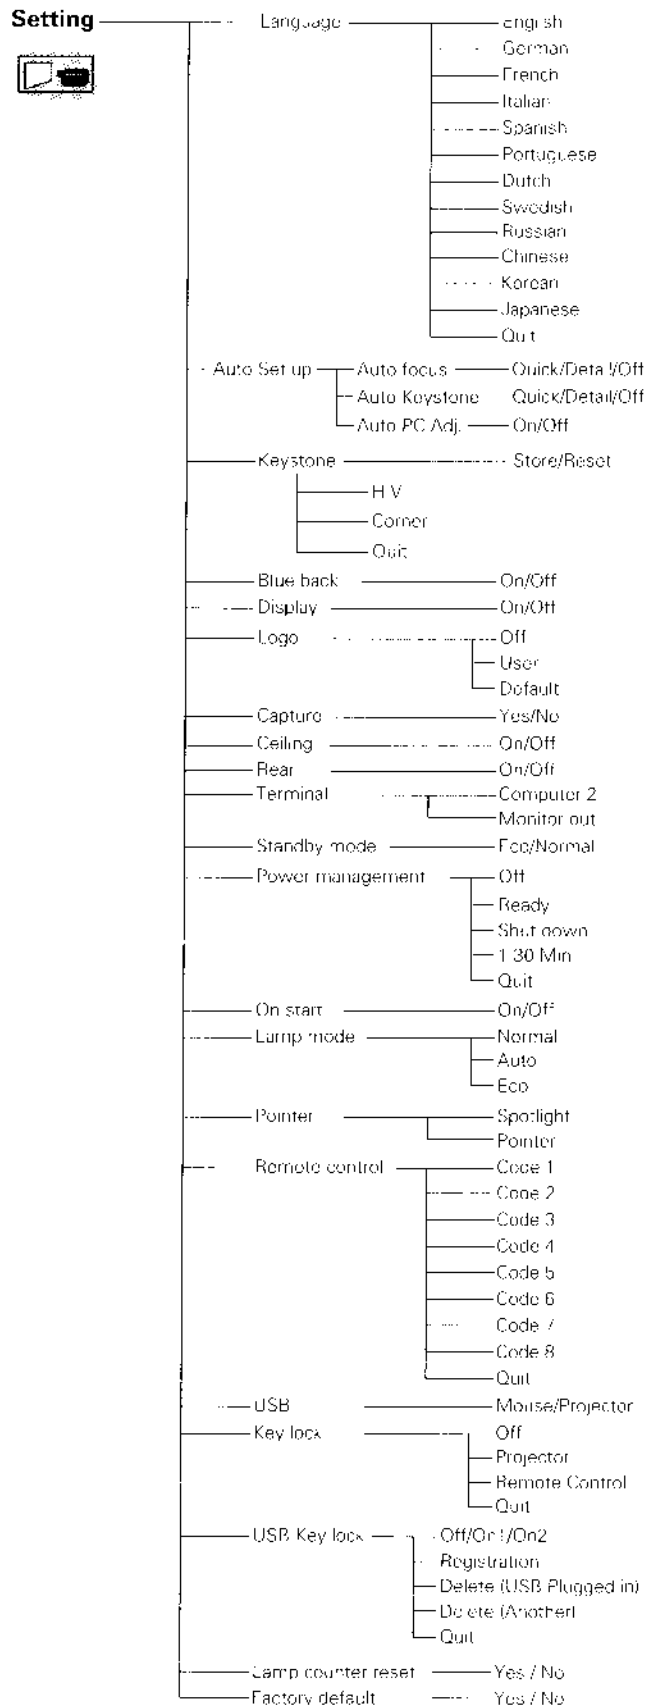 Setting Language English
German
French
Italian
Spanish
Portuguese
Dutch
Swedish
Russian
Chinese
Korean
Japanese
Quit
Auto Set up Auto focus Quick/Detail/Off
Auto Keystone Quick/Detail/Off
Auto PC Adj. On/Off
Keystone Store/Reset
H/V
Corner
Quit
Blue back On/Off
Display On/Off
Logo Off
User
Default
Capture Yes/No
Ceiling On/Off
Rear On/Off
Terminal Computer 2
Monitor out
Standby mode Eco/Normal
Power management Off
Ready
Shut down
1-30 Min
Quit
On start On/Off
Lamp mode Normal
Auto
Eco
Pointer Spotlight
Pointer
Remote control Code 1
Code 2
Code 3
Code 4
Code 5
Code 6
Code 7
Code 8
Quit
USB Mouse/Projector
Key lock Off
Projector
Remote Control
Quit
USB Key lock Off/On1/On2
Registration
Delete (USB Plugged in)
Delete (Another)
Quit
Lamp counter reset Yes / No
Factory default Yes / No